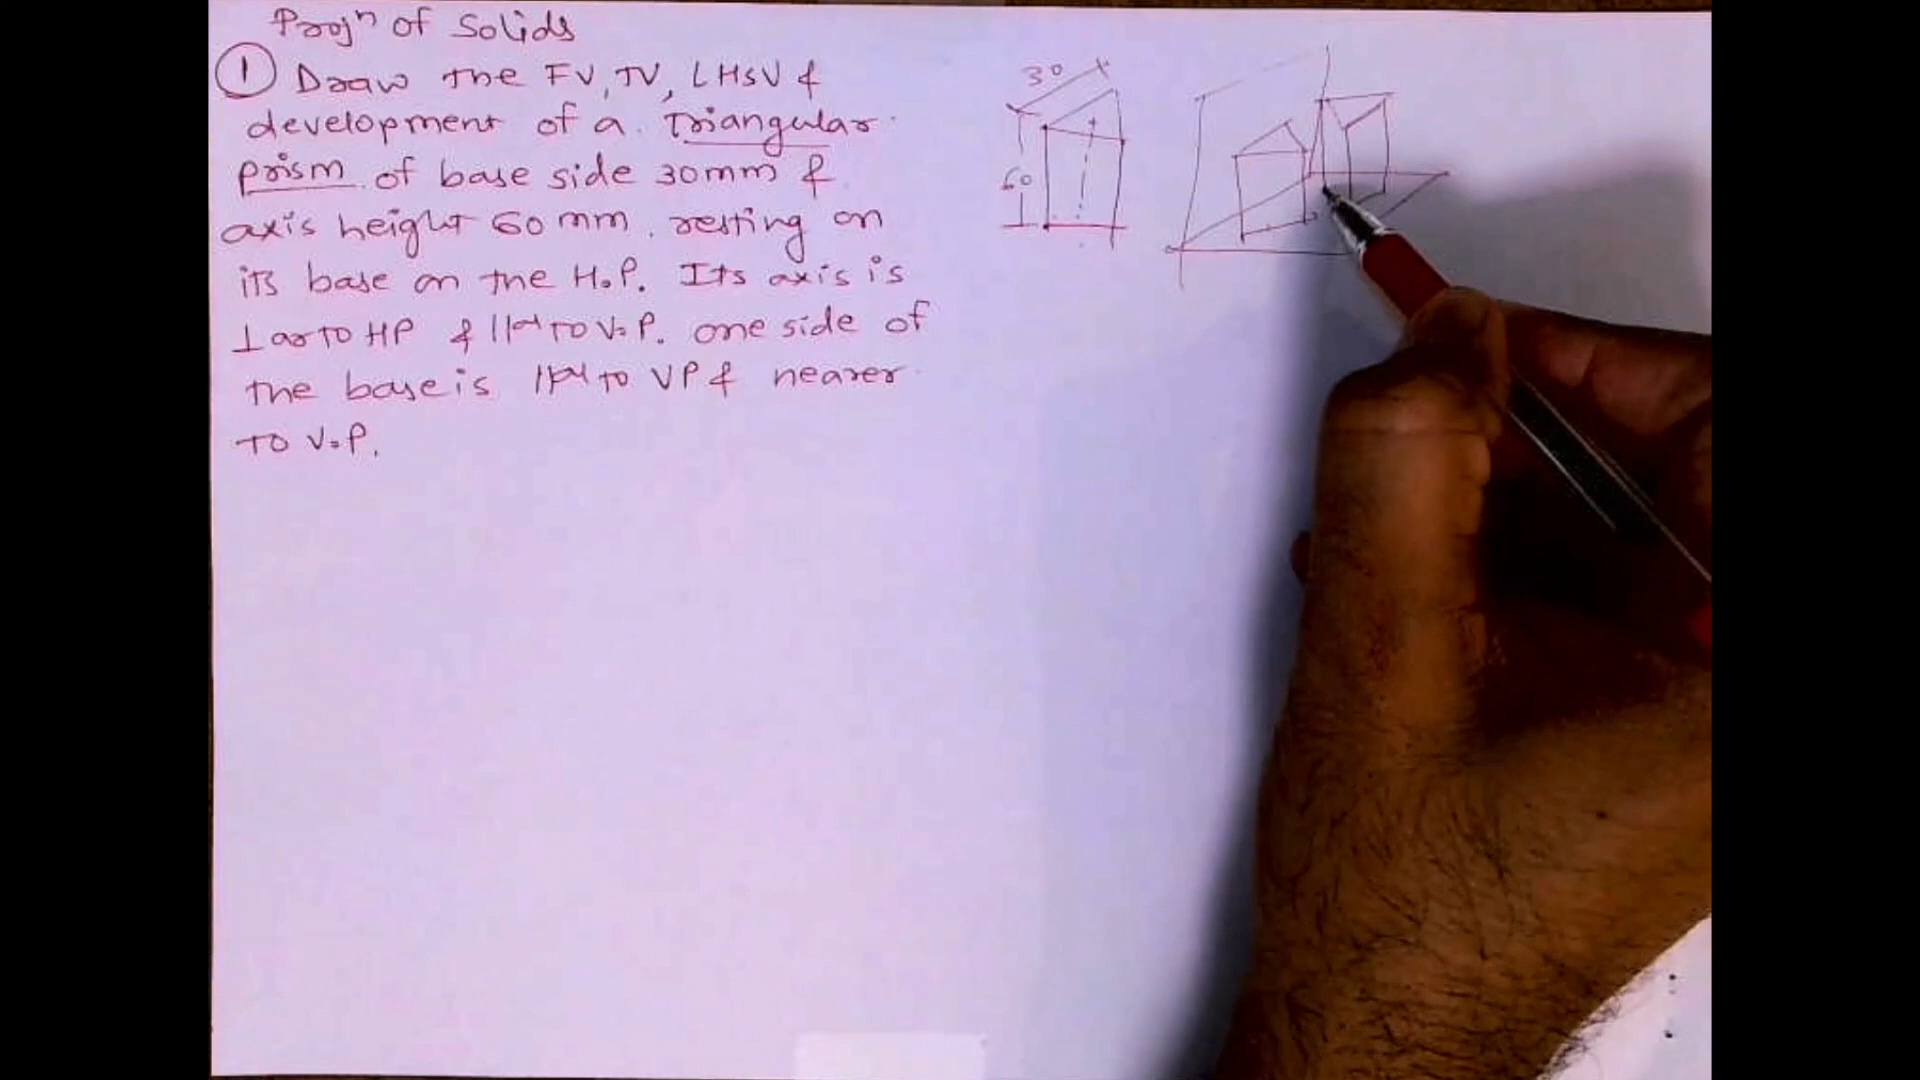 Projⁿ of Solids
① Draw the FV, TV, LHSV &
development of a Triangular
prism of base side 30mm &
axis height 60 mm. resting on
its base on the H.P. Its axis is
⊥ar to HP & ||el to V.P. one side of
the base is ||el to VP & nearer
to V.P.
30
60